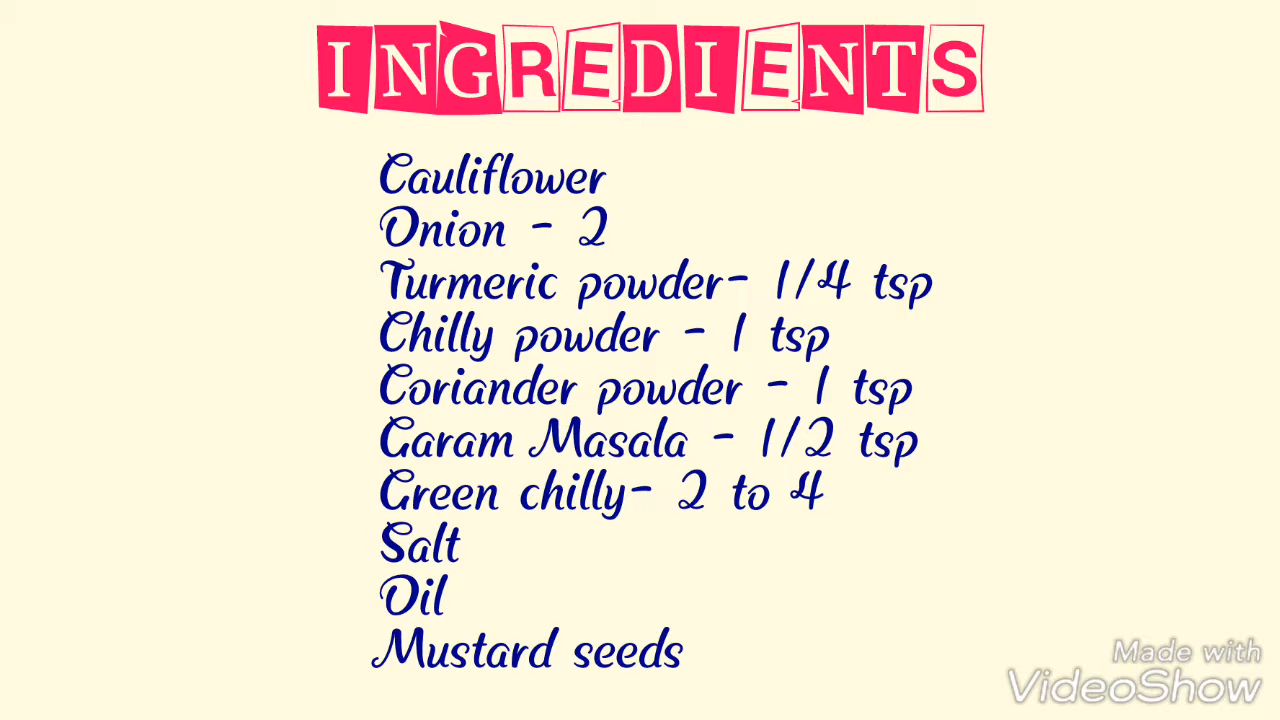 INGREDIENTS
Cauliflower
Onion - 2
Turmeric powder- 1/4 tsp
Chilly powder - 1 tsp
Coriander powder - 1 tsp
Garam Masala - 1/2 tsp
Green chilly- 2 to 4
Salt
Oil
Mustard seeds
Made with
VideoShow